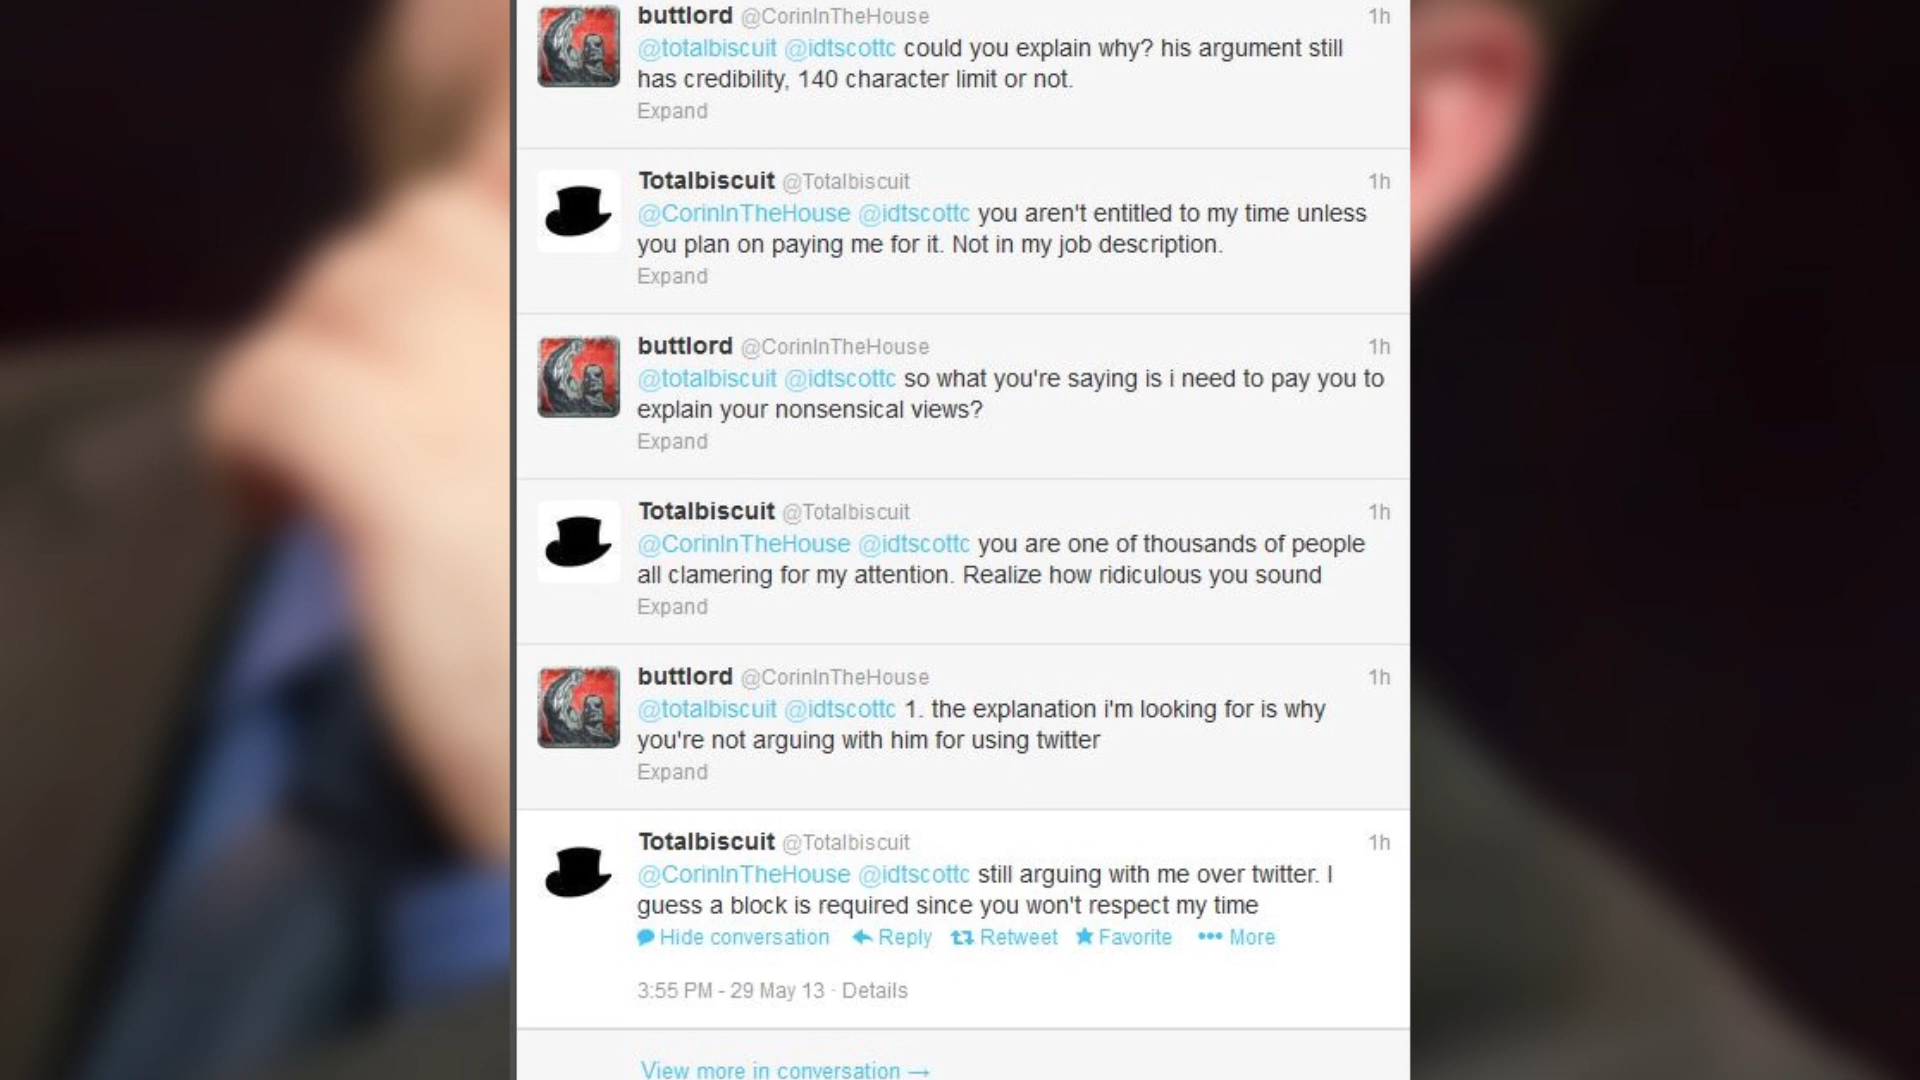 buttlord @CorinInTheHouse 1h
@totalbiscuit @idtscottc could you explain why? his argument still
has credibility, 140 character limit or not.
Expand
Totalbiscuit @Totalbiscuit 1h
@CorinInTheHouse @idtscottc you aren't entitled to my time unless
you plan on paying me for it. Not in my job description.
Expand
buttlord @CorinInTheHouse 1h
@totalbiscuit @idtscottc so what you're saying is i need to pay you to
explain your nonsensical views?
Expand
Totalbiscuit @Totalbiscuit 1h
@CorinInTheHouse @idtscottc you are one of thousands of people
all clamering for my attention. Realize how ridiculous you sound
Expand
buttlord @CorinInTheHouse 1h
@totalbiscuit @idtscottc 1. the explanation i'm looking for is why
you're not arguing with him for using twitter
Expand
Totalbiscuit @Totalbiscuit 1h
@CorinInTheHouse @idtscottc still arguing with me over twitter. I
guess a block is required since you won't respect my time
Hide conversation Reply Retweet Favorite ••• More
3:55 PM - 29 May 13 · Details
View more in conversation →